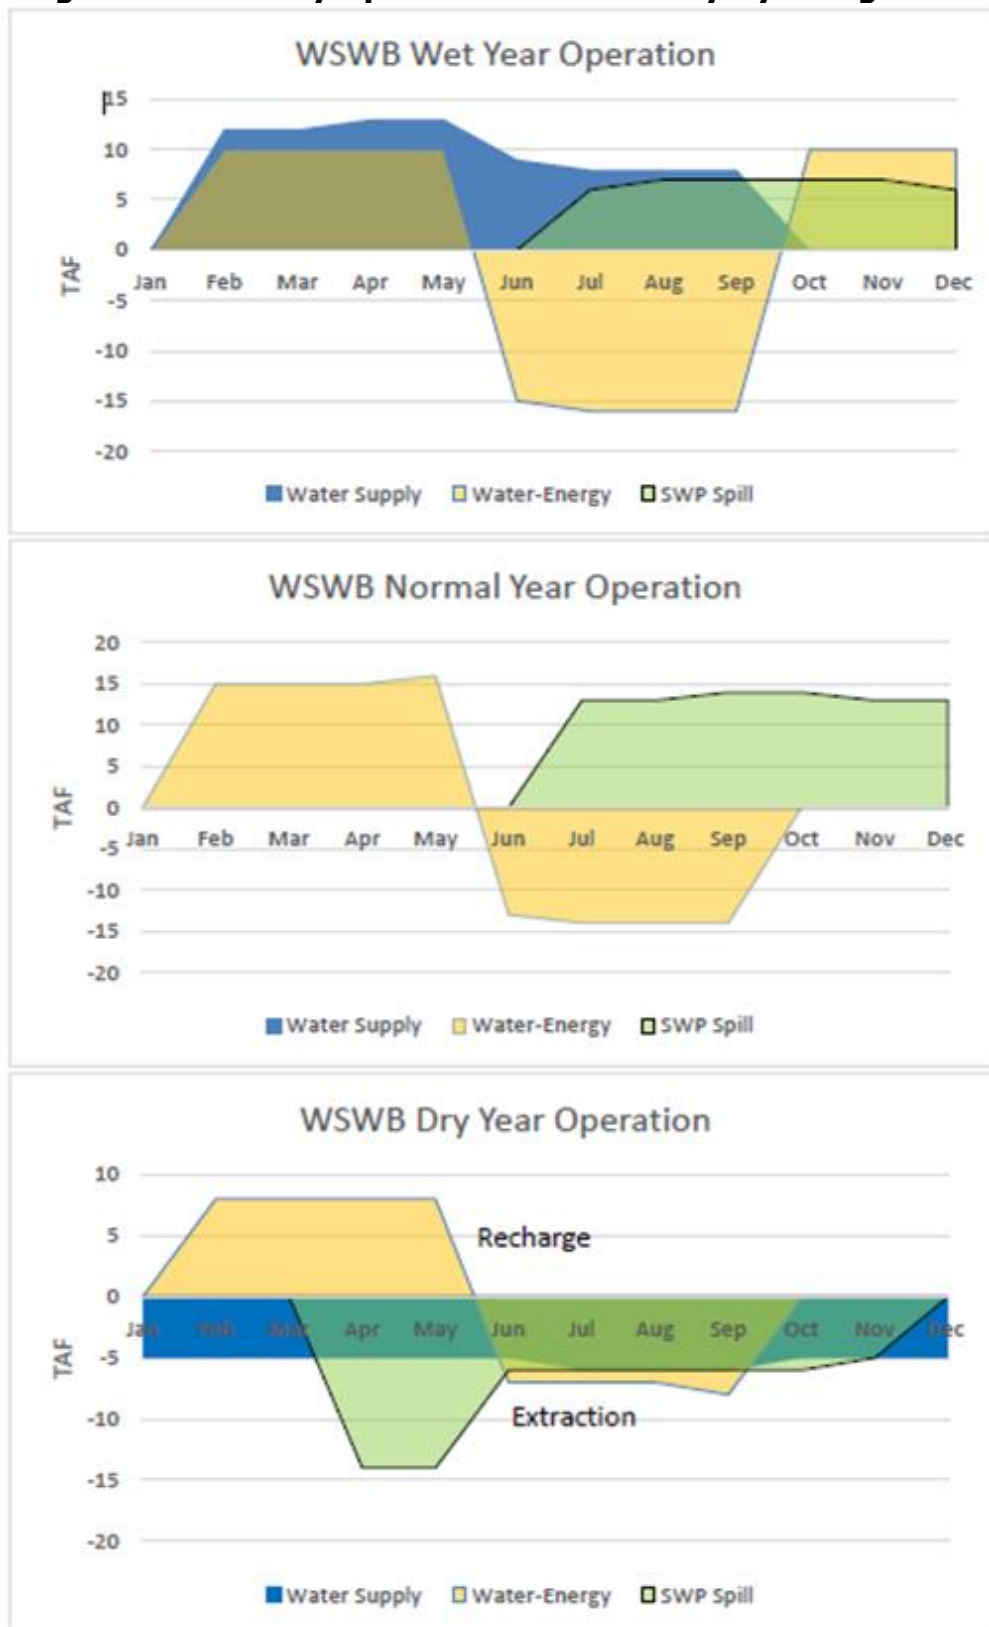 WSWB Wet Year Operation
15
10
5
0
-5
-10
-15
-20
TAF
Jan Feb Mar Apr May Jun Jul Aug Sep Oct Nov Dec
Water Supply Water-Energy SWP Spill
WSWB Normal Year Operation
20
15
10
5
0
-5
-10
-15
-20
TAF
Jan Feb Mar Apr May Jun Jul Aug Sep Oct Nov Dec
Water Supply Water-Energy SWP Spill
WSWB Dry Year Operation
10
5
0
-5
-10
-15
-20
TAF
Recharge
Jan Feb Mar Apr May Jun Jul Aug Sep Oct Nov Dec
Extraction
Water Supply Water-Energy SWP Spill